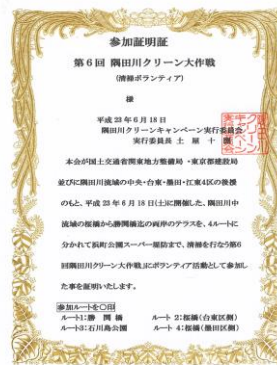 参加証明証
第6回 隅田川クリーン大作戦
(清掃ボランティア)
様
平成 23 年 6 月 18 日
隅田川クリーンキャンペーン実行委員会
実行委員長 土 屋 十
本会が国土交通省関東地方整備局 ・東京都建設局
並びに隅田川流域の中央・台東・墨田・江東4区の後援
のもと、平成 23 年 6 月 18 日(土)に開催した、隅田川中
流域の桜橋から勝鬨橋迄の両岸のテラスを、4ルートに
分かれて浜町公園スーパー堤防まで、清掃を行なう第6
回隅田川クリーン大作戦にボランティア活動として参加し
た事を証明いたします。
参加ルートを〇印
ルート1:勝 鬨 橋 ルート 2:桜橋(台東区側)
ルート3:石川島公園 ルート 4:桜橋(墨田区側)